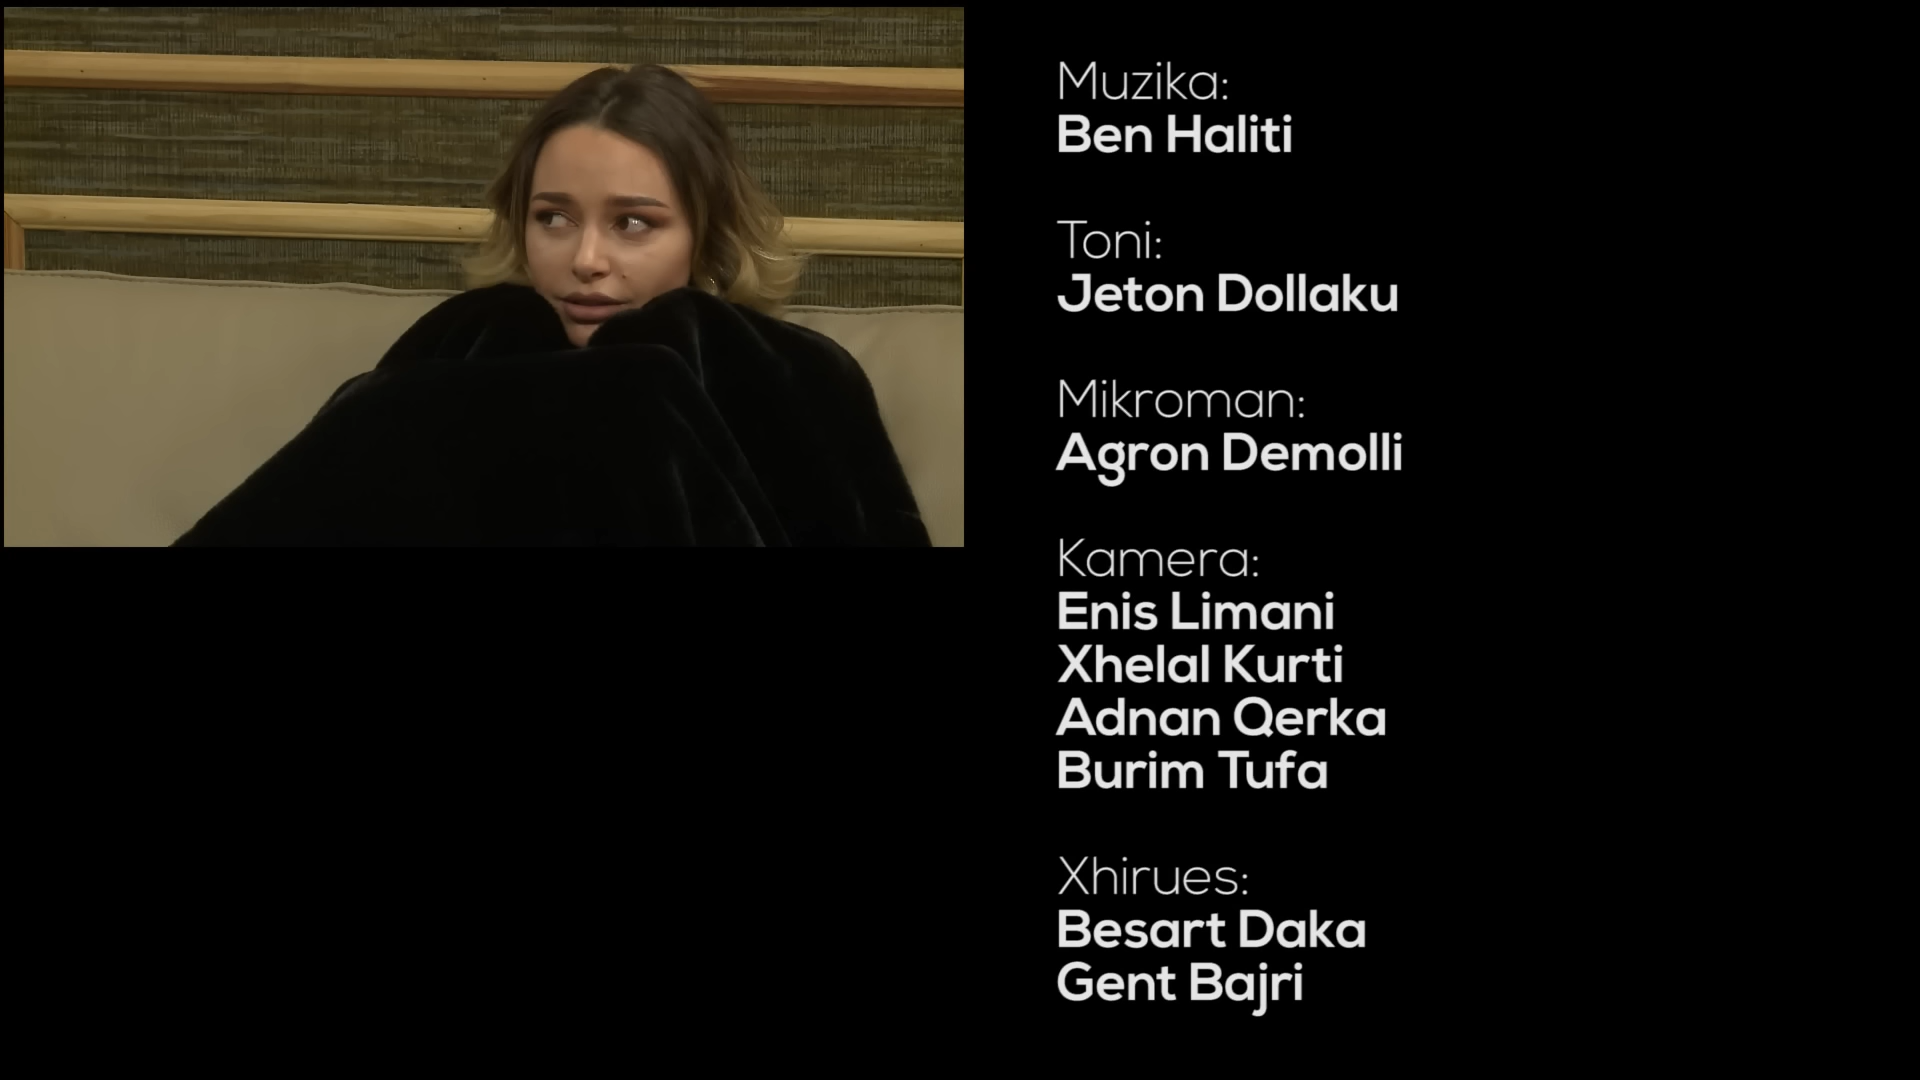 Muzika:
Ben Haliti
Toni:
Jeton Dollaku
Mikroman:
Agron Demolli
Kamera:
Enis Limani
Xhelal Kurti
Adnan Qerka
Burim Tufa
Xhirues:
Besart Daka
Gent Bajri